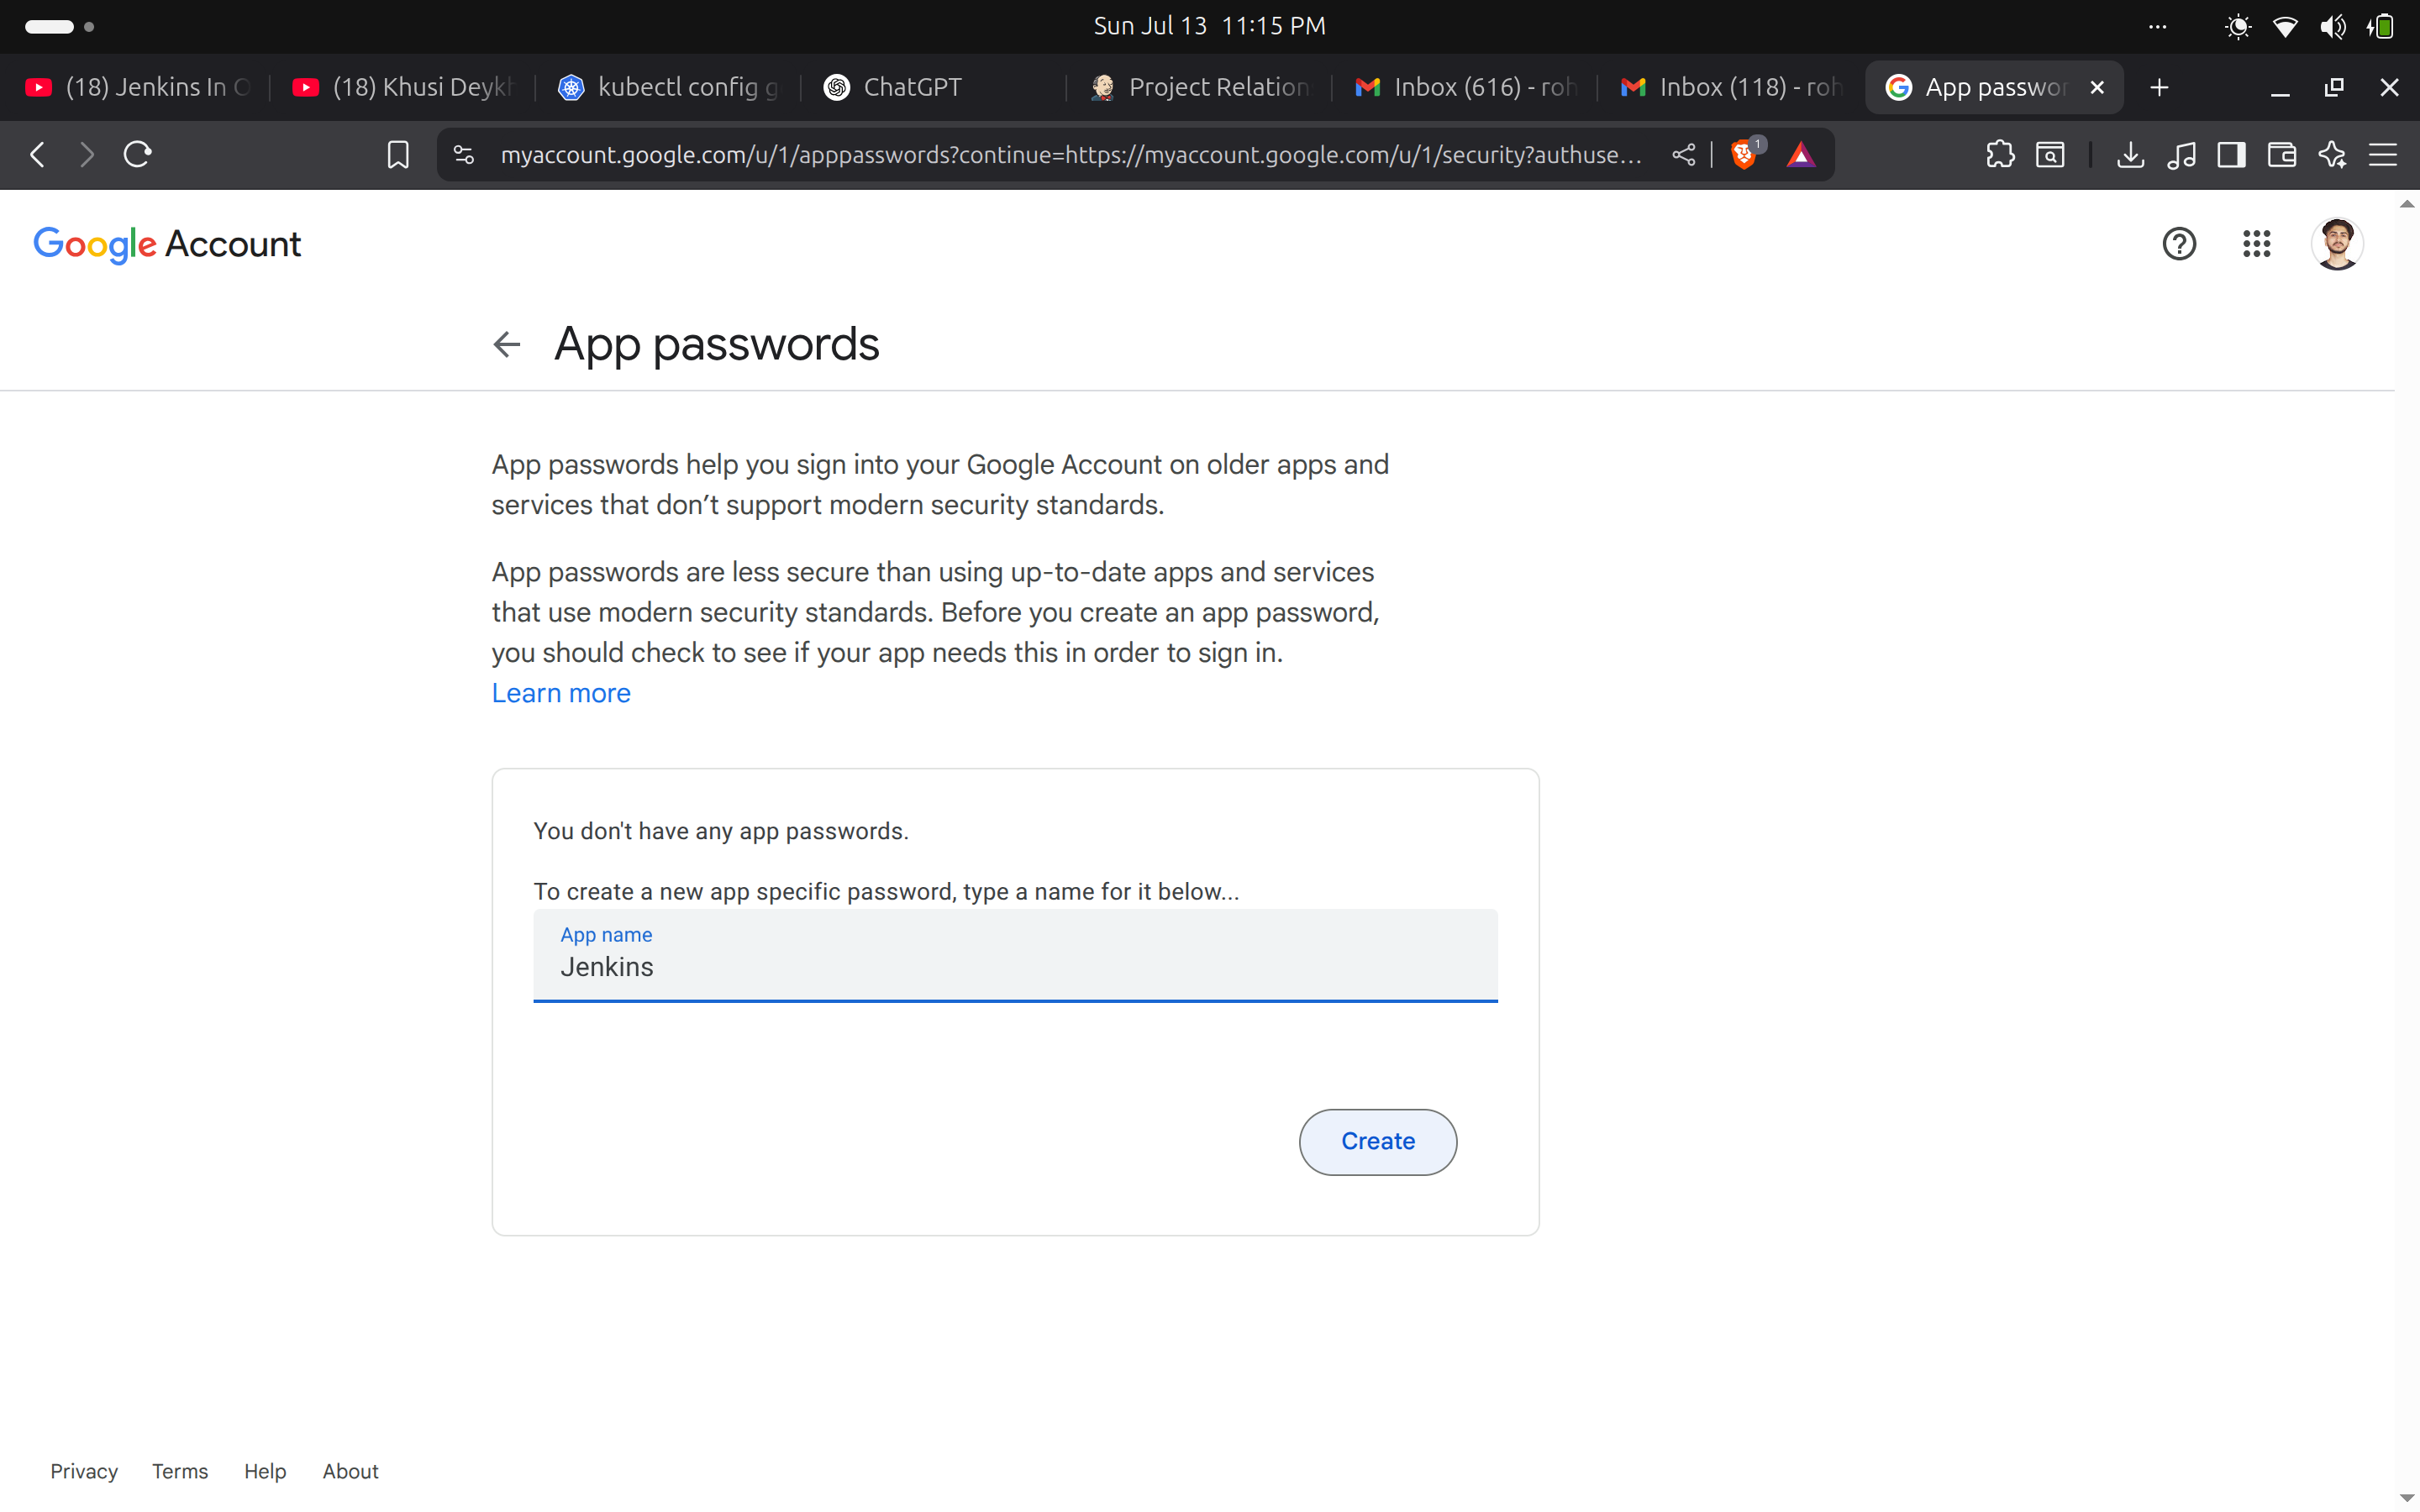 Sun Jul 13 11:15 PM
(18) Jenkins In
(18) Khusi
kubectl config
ChatGPT
Project Relation
Inbox (616) - roh
Inbox (118) - roh
App passwor
myaccount.google.com/u/1/apppasswords?continue=https://myaccount.google.com/u/1/security?authuse...
1
Google Account
App passwords
App passwords help you sign into your Google Account on older apps and
services that don’t support modern security standards.
App passwords are less secure than using up-to-date apps and services
that use modern security standards. Before you create an app password,
you should check to see if your app needs this in order to sign in.
Learn more
You don't have any app passwords.
To create a new app specific password, type a name for it below...
App name
Jenkins
Create
Privacy
Terms
Help
About